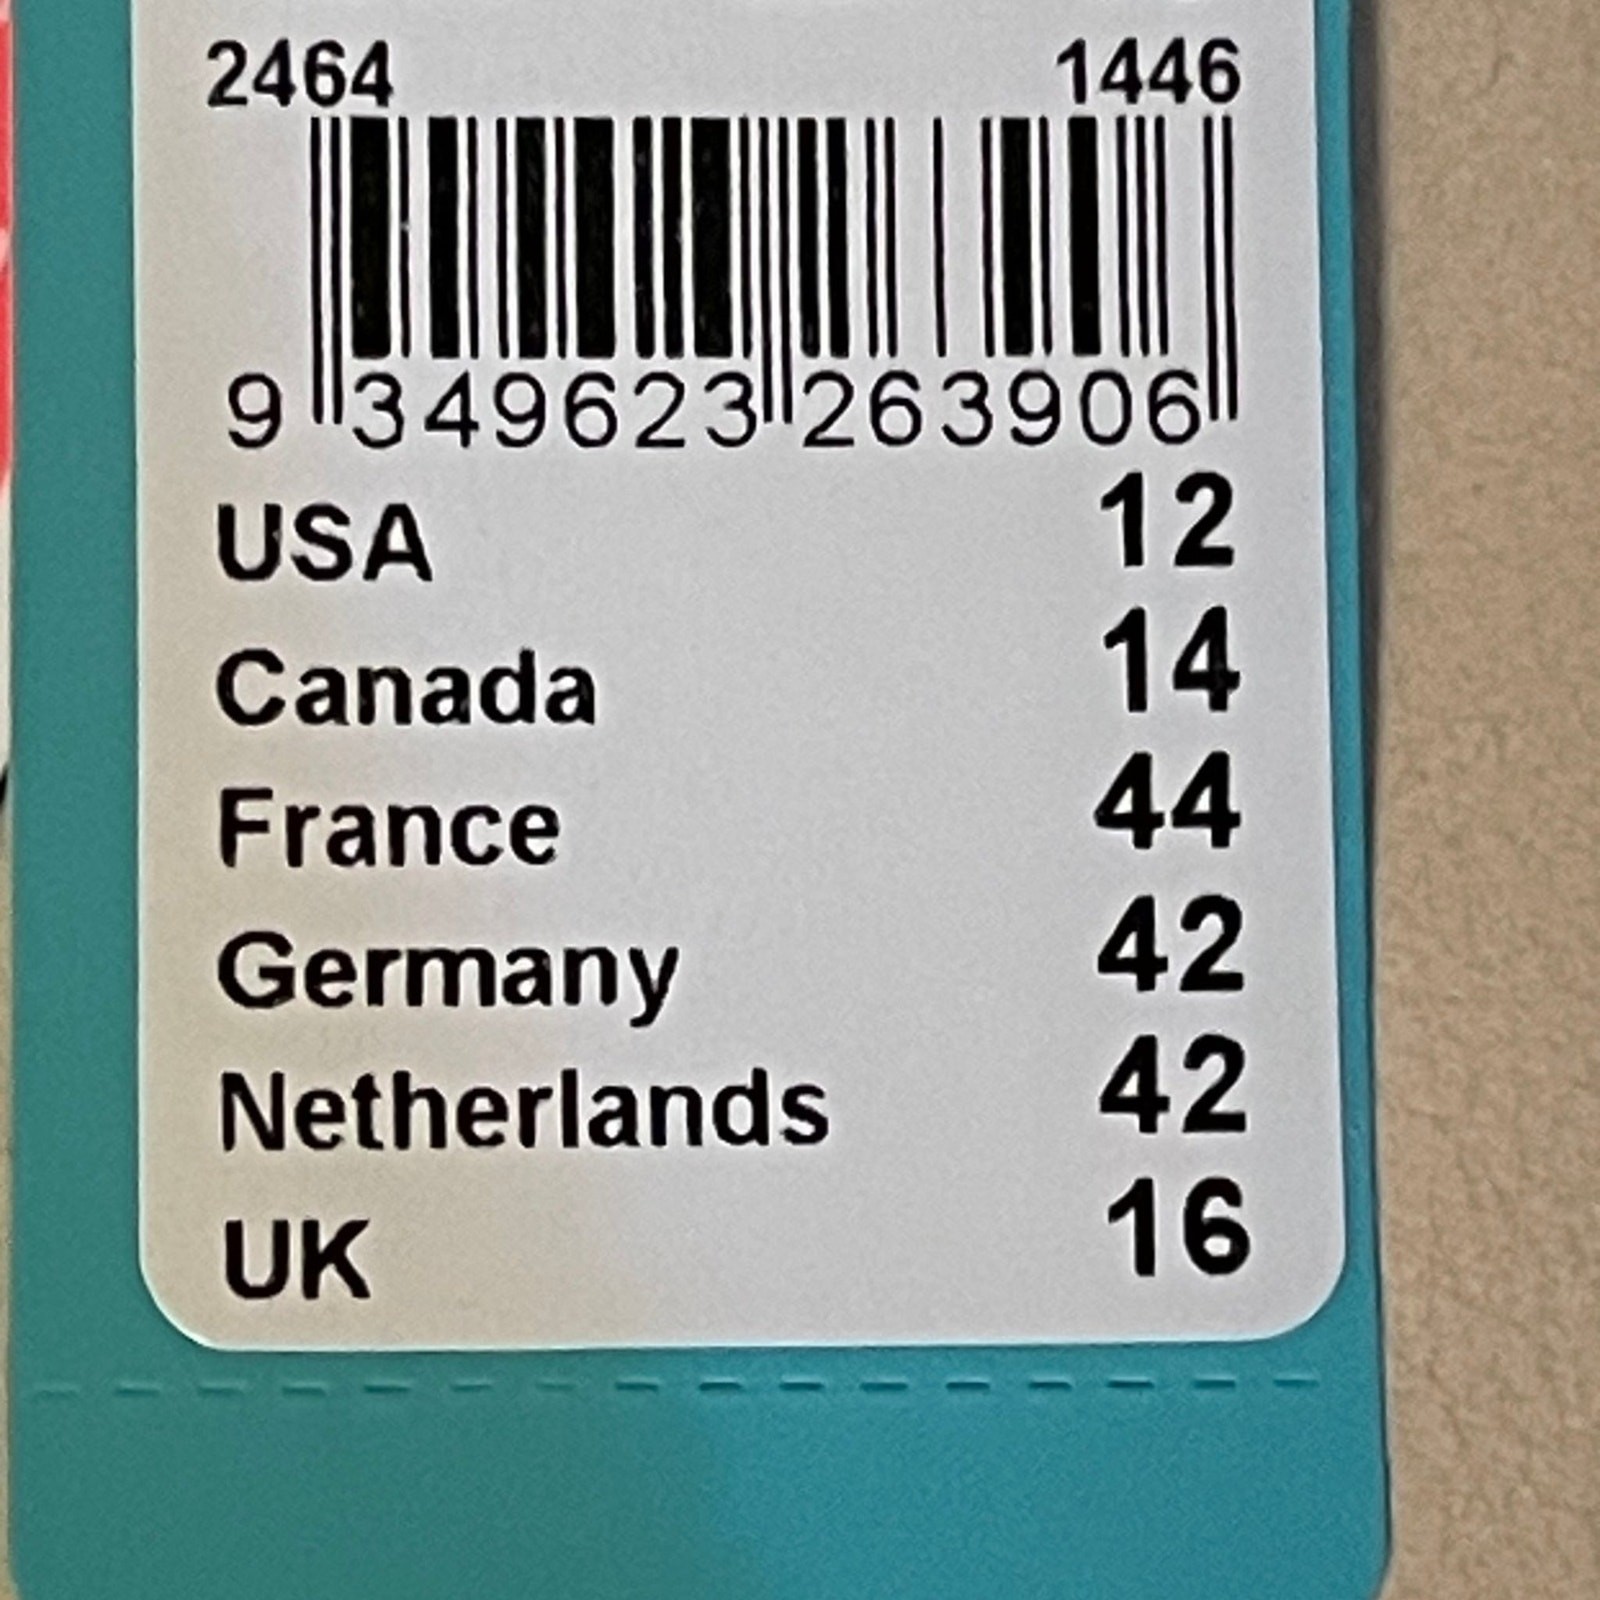 2464 1446
9 349623 263906
USA 12
Canada 14
France 44
Germany 42
Netherlands 42
UK 16